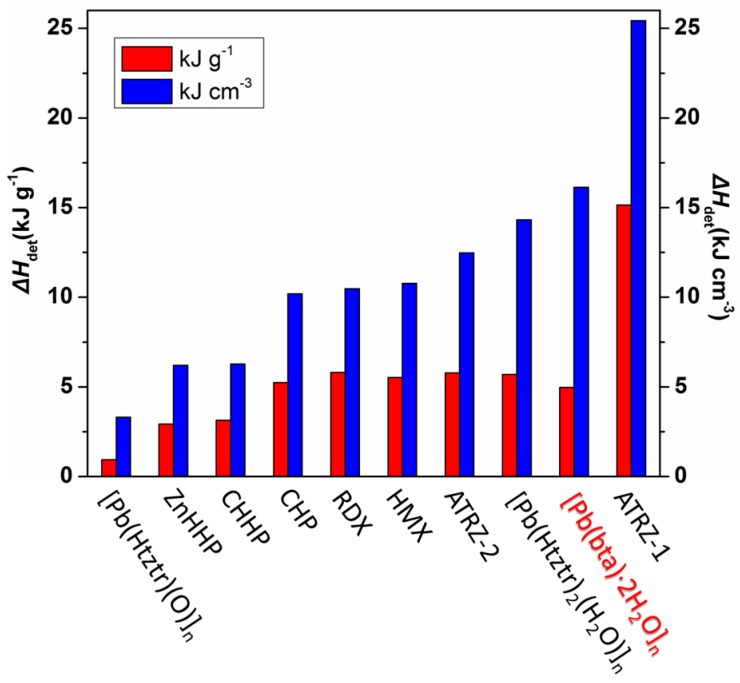 kJ g⁻¹
kJ cm⁻³
25
20
15
10
5
0
ΔH_det(kJ g⁻¹)
25
20
15
10
5
0
ΔH_det(kJ cm⁻³)
[Pb(Htztr)(O)]ₙ
ZnHHP
CHHP
CHP
RDX
HMX
ATRZ-2
[Pb(Htztr)₂(H₂O)]ₙ
[Pb(bta)·2H₂O]ₙ
ATRZ-1